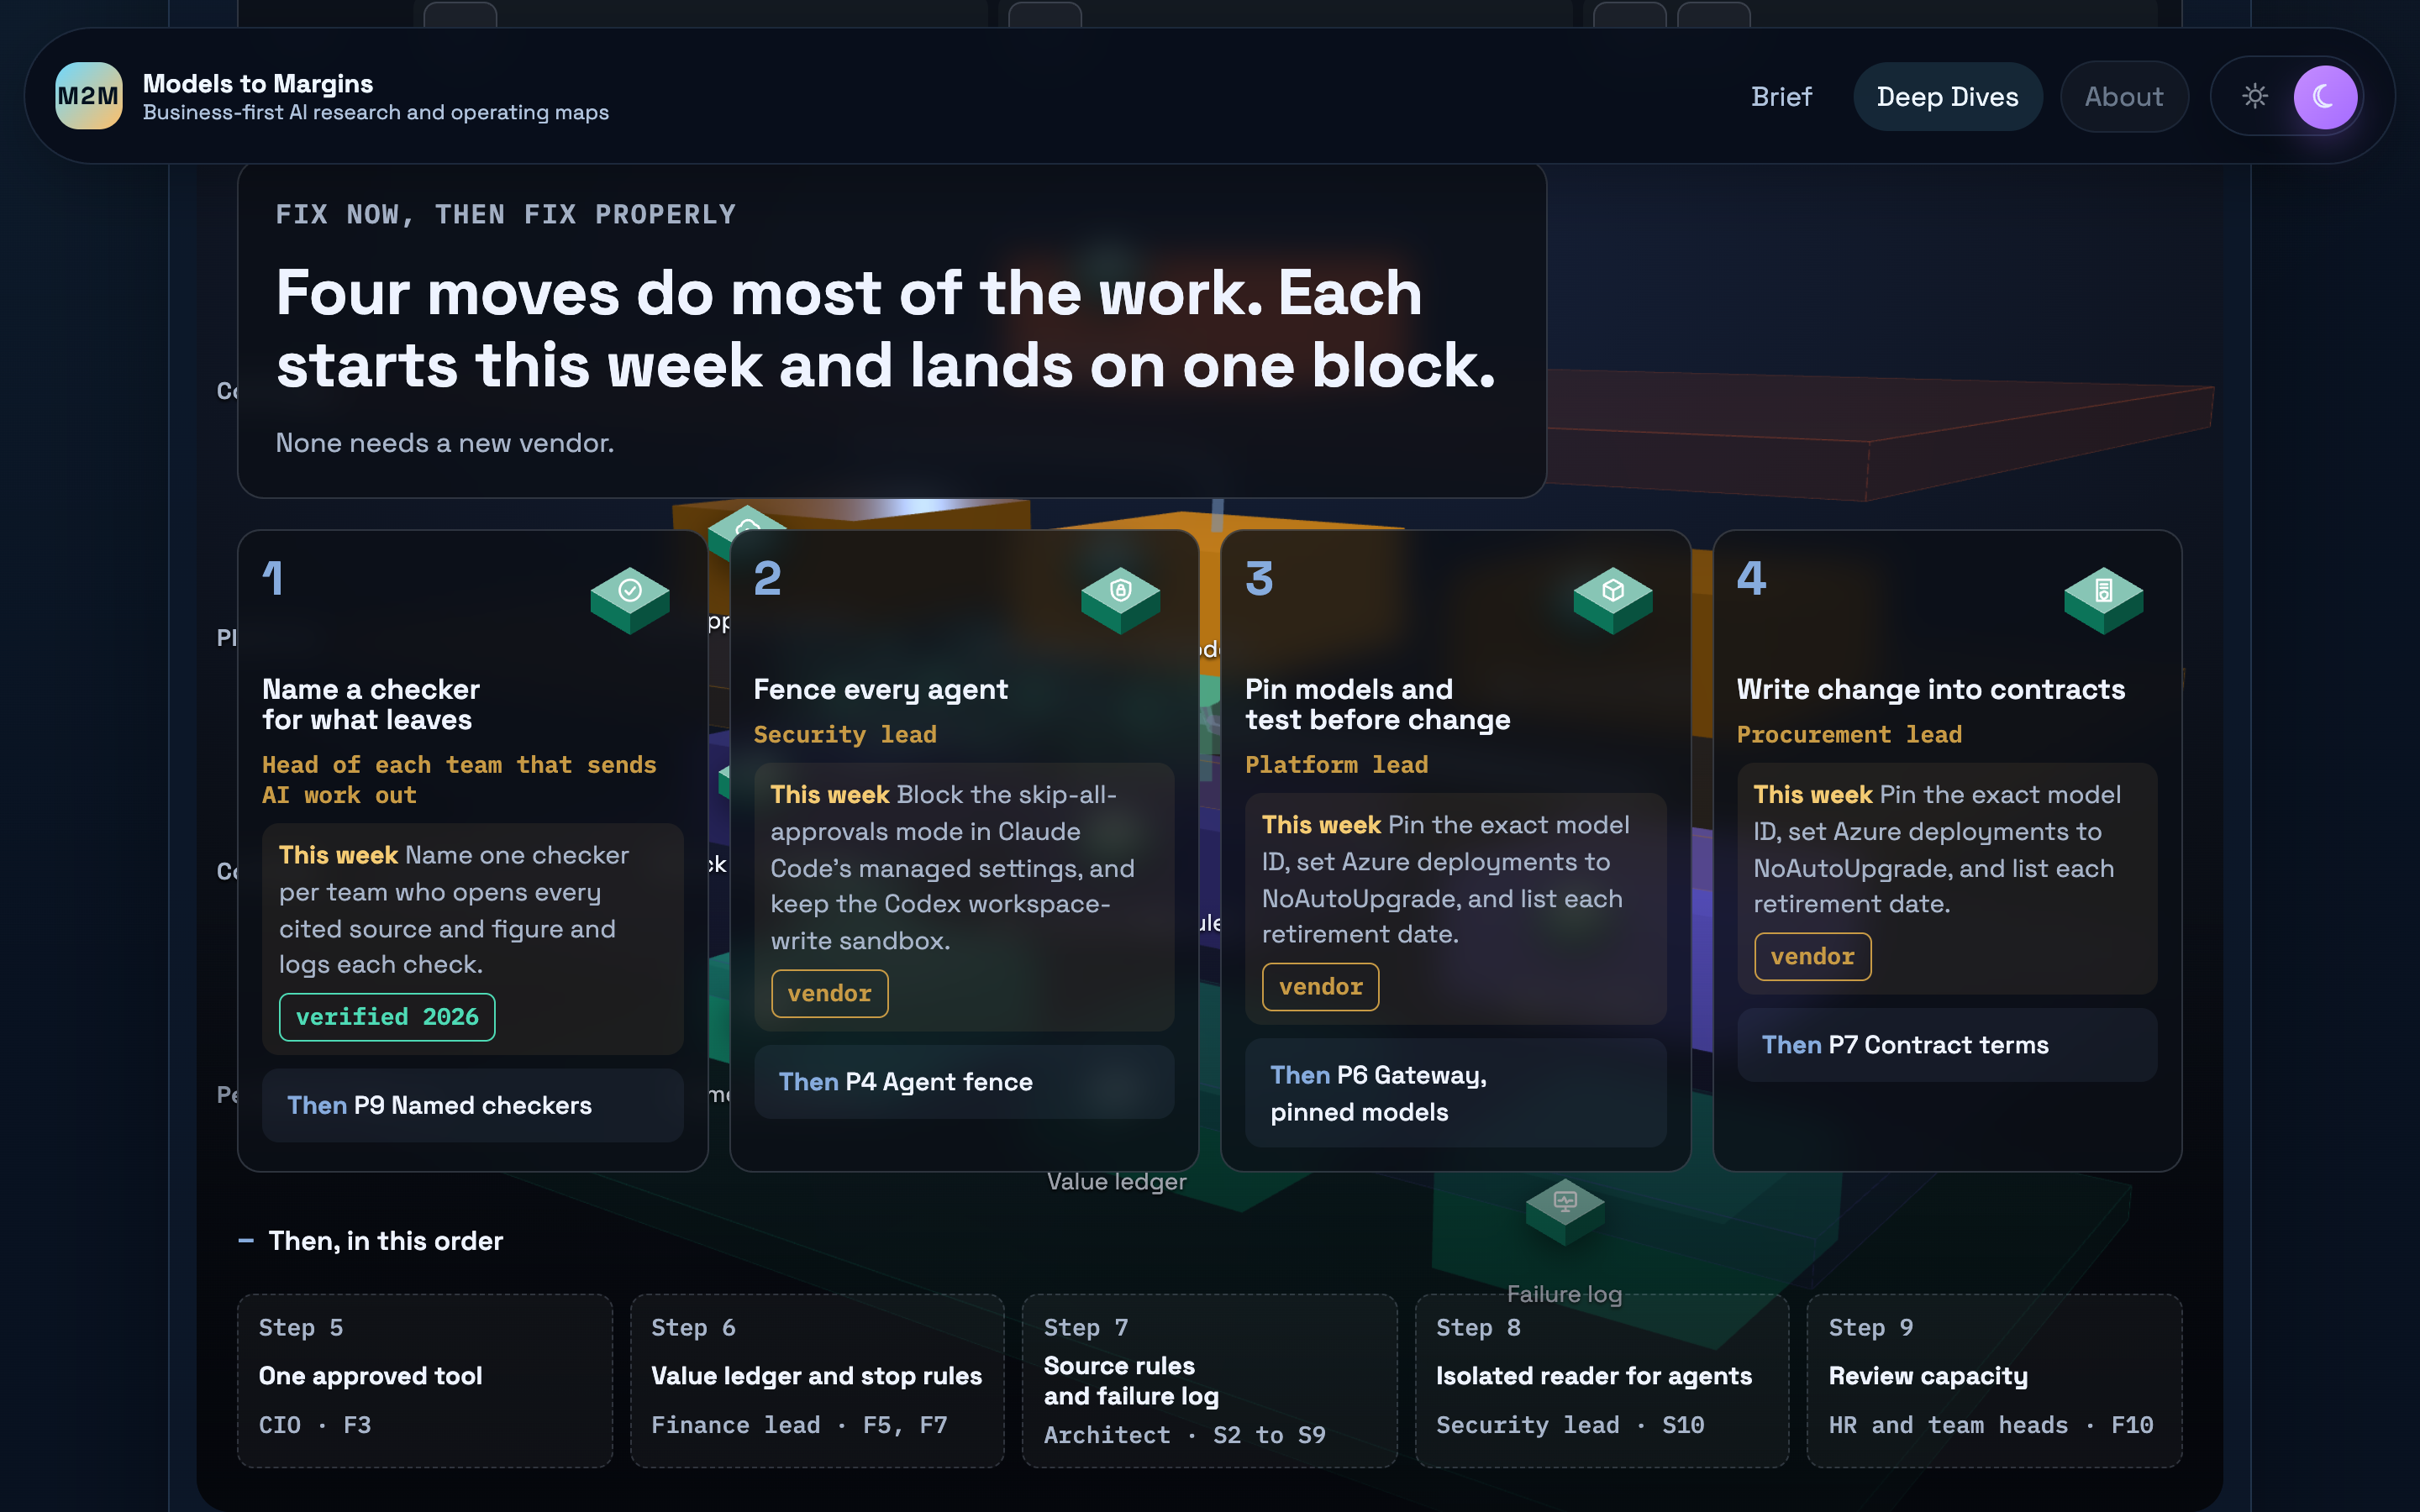 M2M
Models to Margins
Business-first AI research and operating maps
Brief
Deep Dives
About
FIX NOW, THEN FIX PROPERLY
Four moves do most of the work. Each
starts this week and lands on one block.
None needs a new vendor.
1
Name a checker
for what leaves
Head of each team that sends
AI work out
This week Name one checker
per team who opens every
cited source and figure and
logs each check.
verified 2026
Then P9 Named checkers
2
Fence every agent
Security lead
This week Block the skip-all-
approvals mode in Claude
Code's managed settings, and
keep the Codex workspace-
write sandbox.
vendor
Then P4 Agent fence
3
Pin models and
test before change
Platform lead
This week Pin the exact model
ID, set Azure deployments to
NoAutoUpgrade, and list each
retirement date.
vendor
Then P6 Gateway,
pinned models
4
Write change into contracts
Procurement lead
This week Pin the exact model
ID, set Azure deployments to
NoAutoUpgrade, and list each
retirement date.
vendor
Then P7 Contract terms
Value ledger
Failure log
– Then, in this order
Step 5
One approved tool
CIO · F3
Step 6
Value ledger and stop rules
Finance lead · F5, F7
Step 7
Source rules
and failure log
Architect · S2 to S9
Step 8
Isolated reader for agents
Security lead · S10
Step 9
Review capacity
HR and team heads · F10